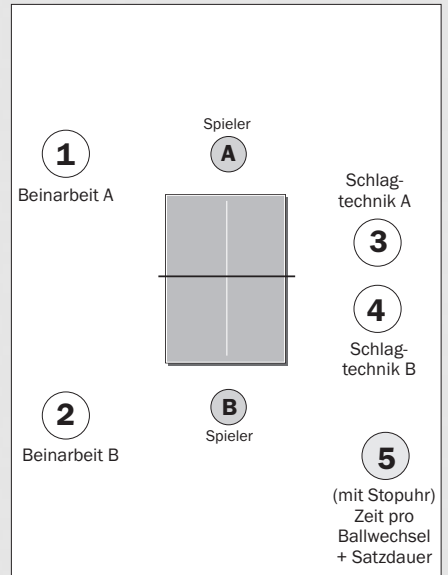 Spieler
A
1
Beinarbeit A
Schlag-
technik A
3
4
Schlag-
technik B
2
Beinarbeit B
B
Spieler
5
(mit Stopuhr)
Zeit pro
Ballwechsel
+ Satzdauer